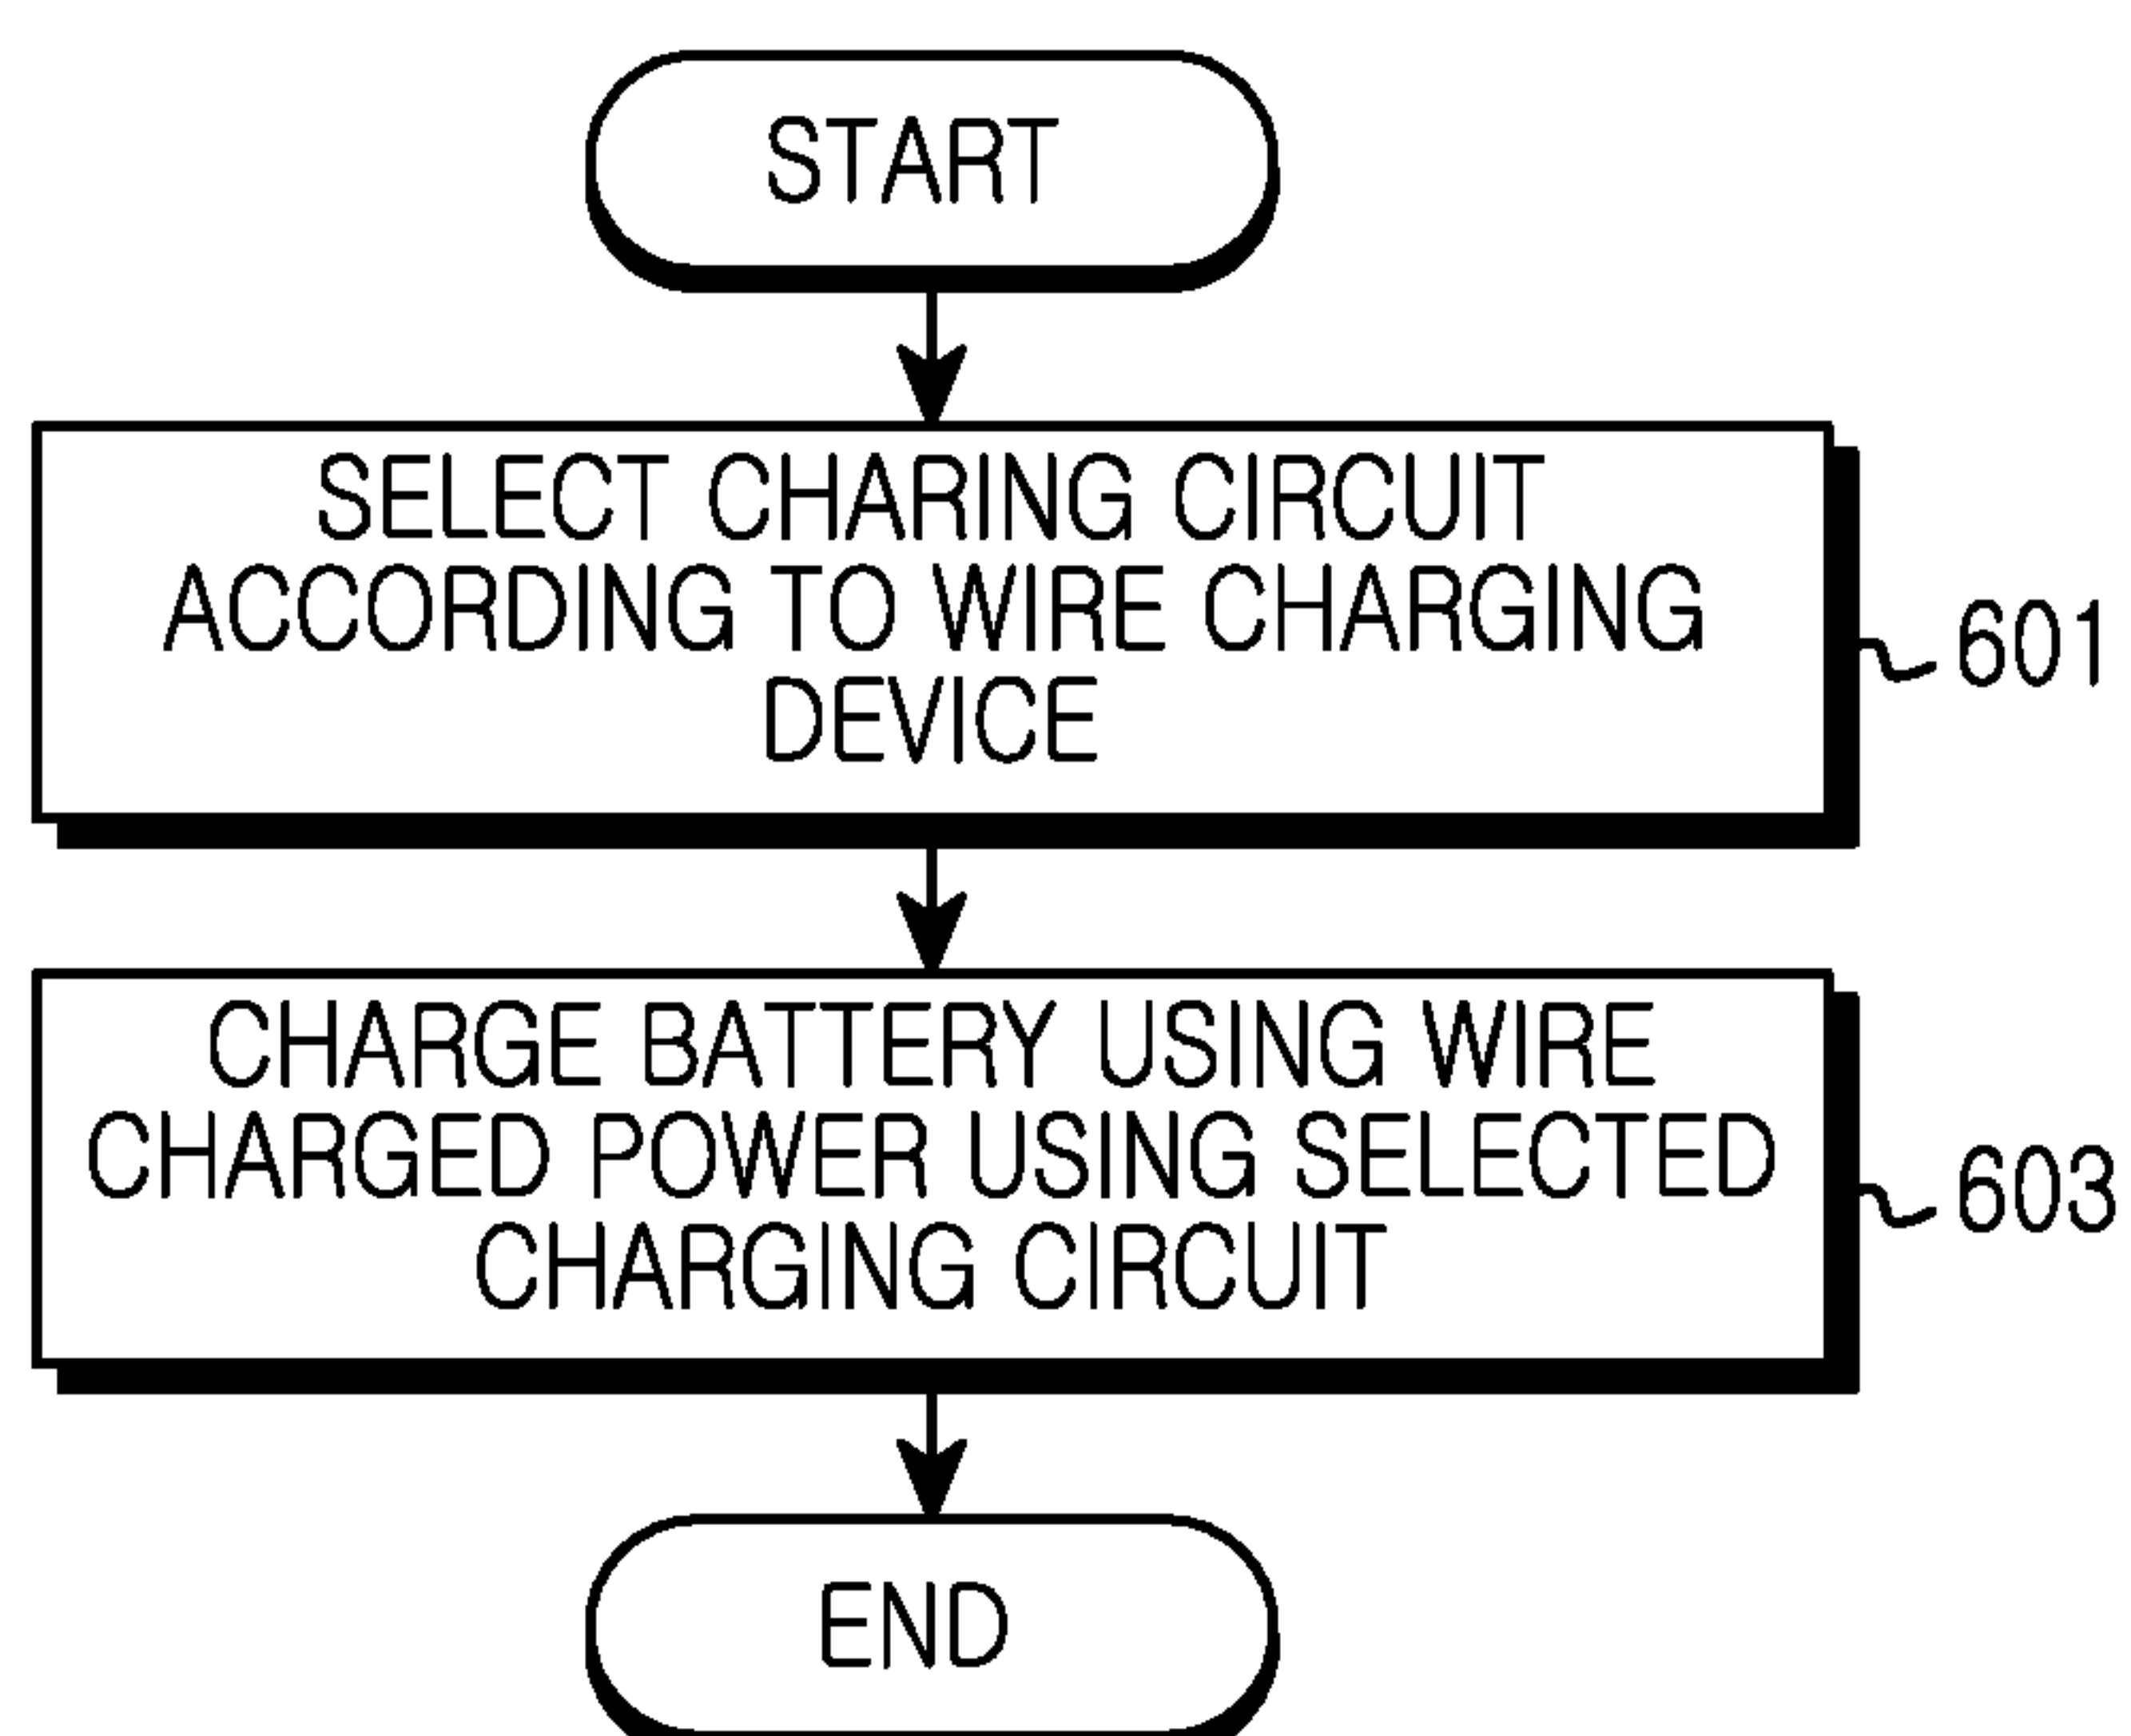 START
SELECT CHARING CIRCUIT
ACCORDING TO WIRE CHARGING
DEVICE
601
CHARGE BATTERY USING WIRE
CHARGED POWER USING SELECTED
CHARGING CIRCUIT
603
END